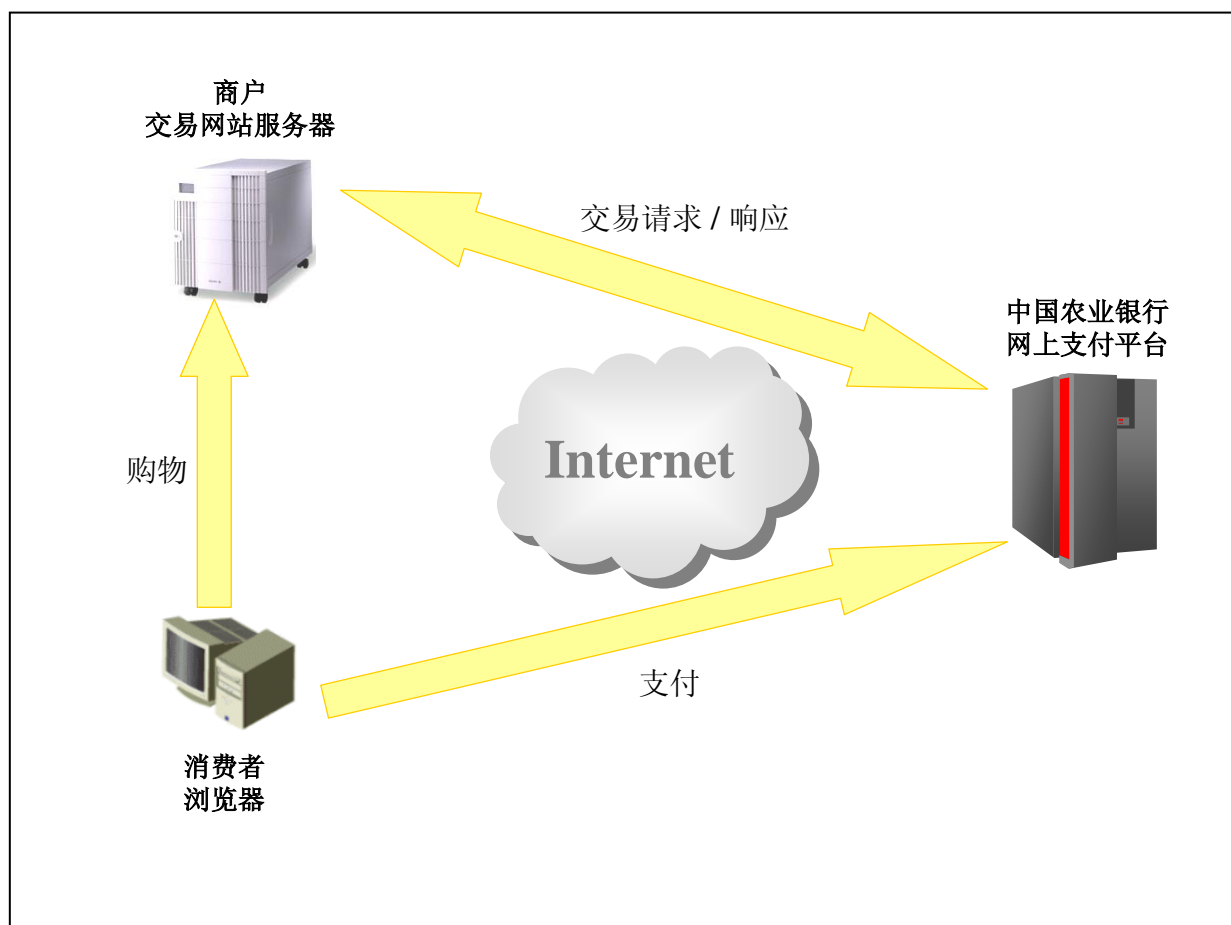 商户
交易网站服务器
交易请求 / 响应
中国农业银行
网上支付平台
Internet
购物
支付
消费者
浏览器